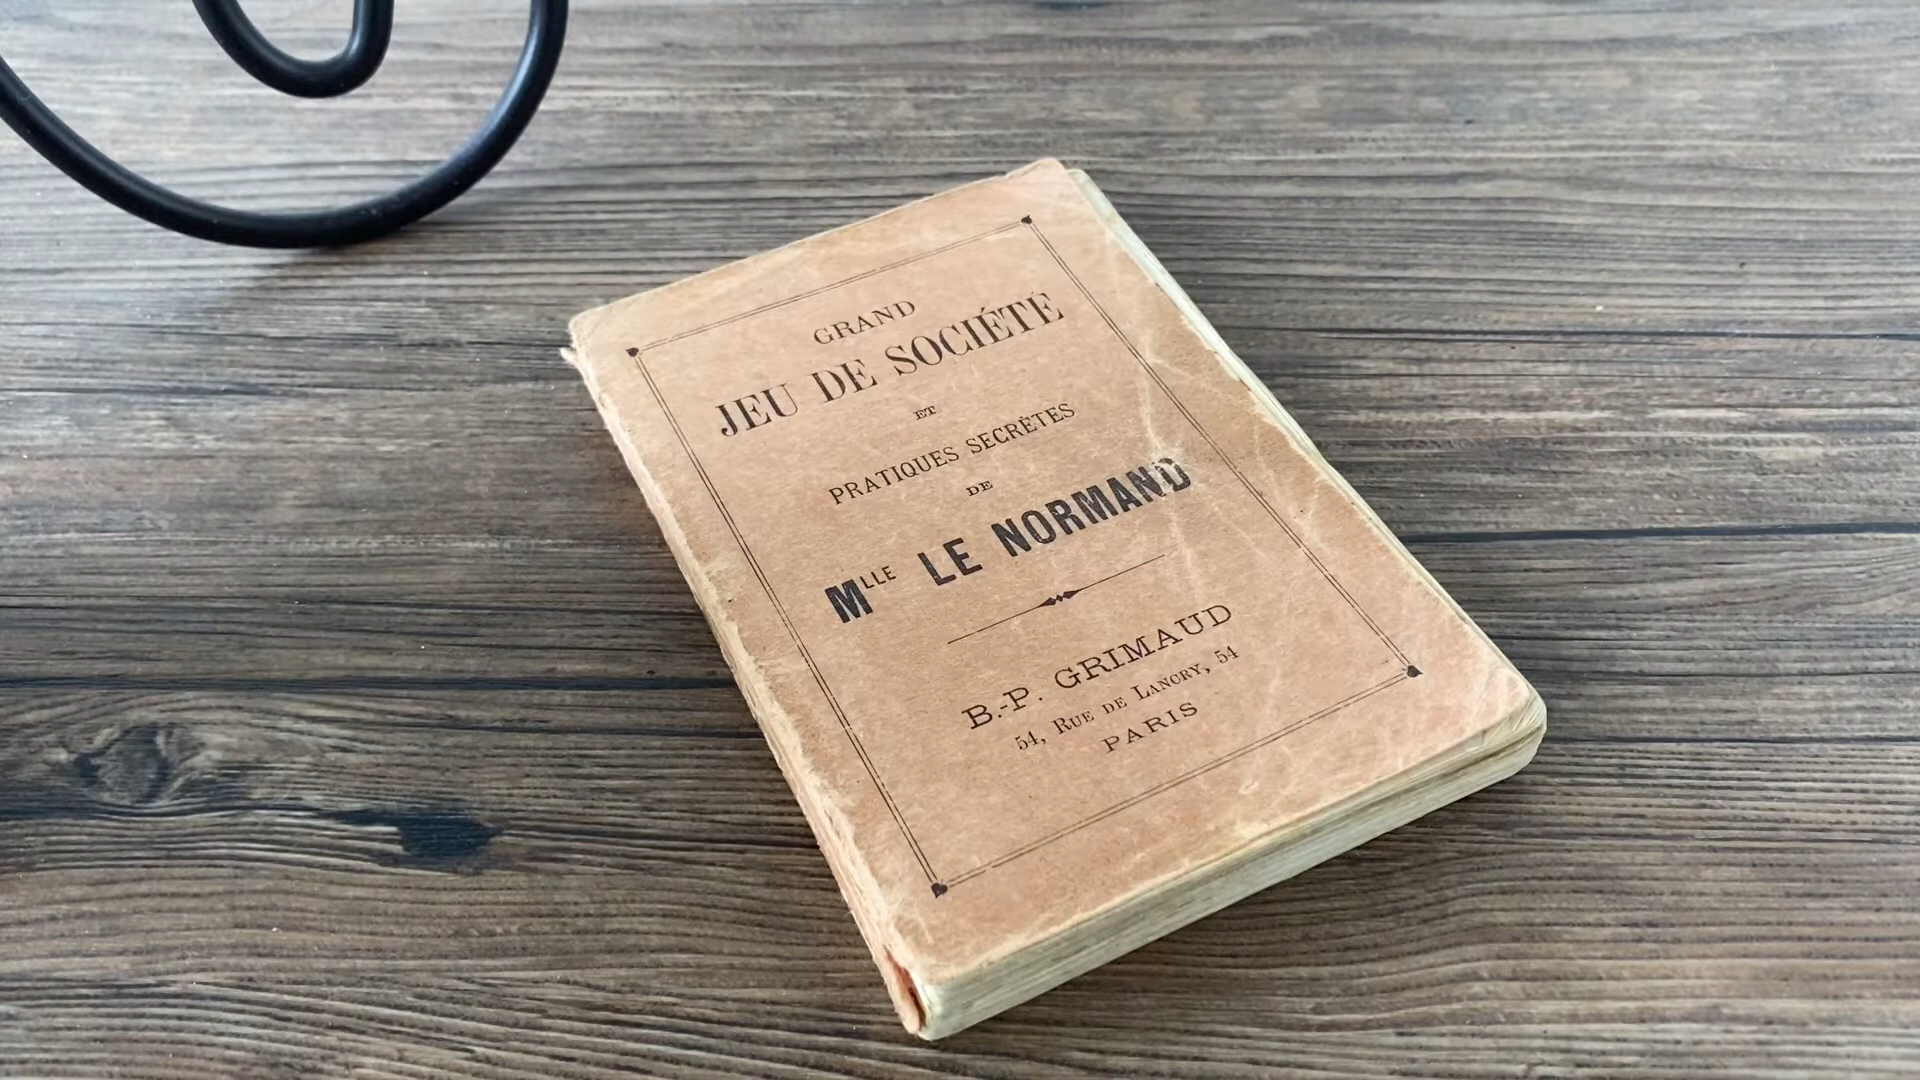 GRAND
JEU DE SOCIÉTÉ
ET
PRATIQUES SECRÈTES
DE
MLLE LE NORMAND
B.-P. GRIMAUD
54, RUE DE LANCRY, 54
PARIS